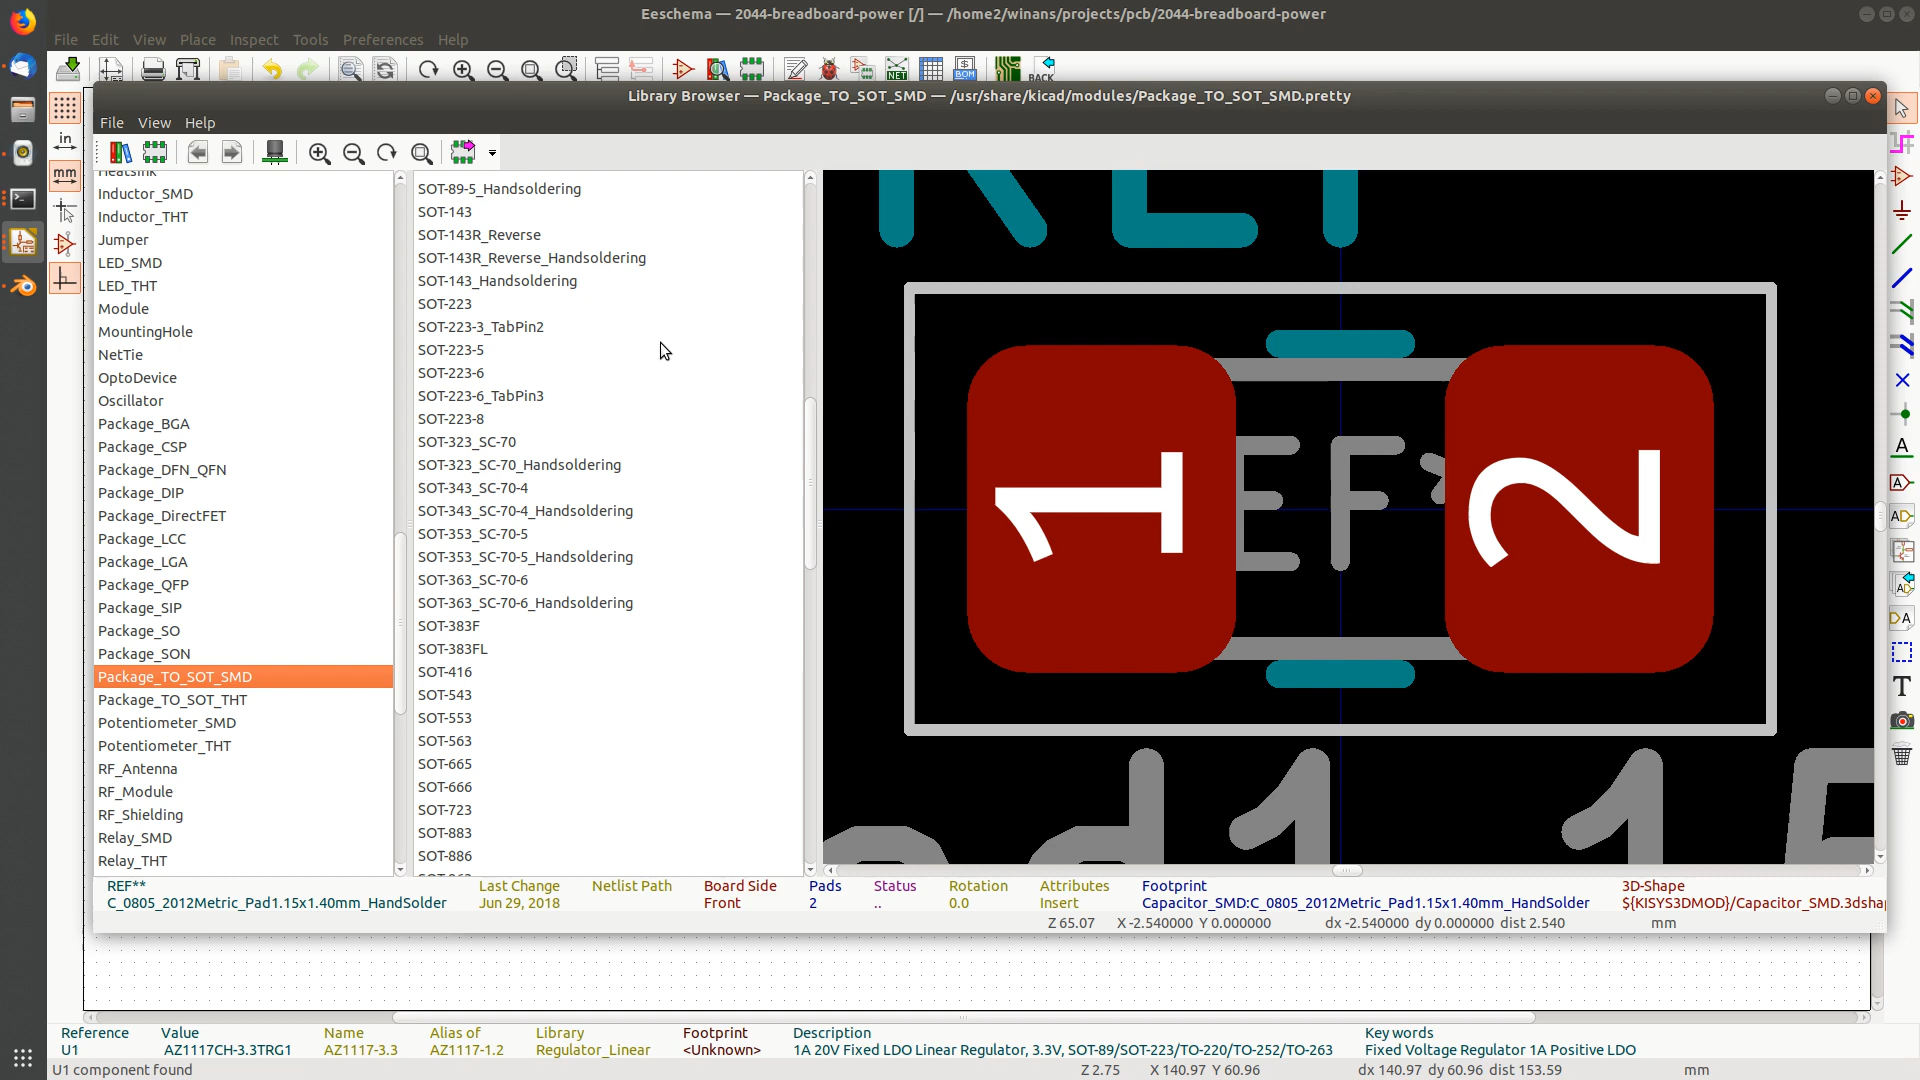 Eeschema — 2044-breadboard-power [/] — /home2/winans/projects/pcb/2044-breadboard-power
File Edit View Place Inspect Tools Preferences Help
NET
$
BOM
BACK
Library Browser — Package_TO_SOT_SMD — /usr/share/kicad/modules/Package_TO_SOT_SMD.pretty
File View Help
in
mm
Heatsink
Inductor_SMD
Inductor_THT
Jumper
LED_SMD
LED_THT
Module
MountingHole
NetTie
OptoDevice
Oscillator
Package_BGA
Package_CSP
Package_DFN_QFN
Package_DIP
Package_DirectFET
Package_LCC
Package_LGA
Package_QFP
Package_SIP
Package_SO
Package_SON
Package_TO_SOT_SMD
Package_TO_SOT_THT
Potentiometer_SMD
Potentiometer_THT
RF_Antenna
RF_Module
RF_Shielding
Relay_SMD
Relay_THT
SOT-89-5_Handsoldering
SOT-143
SOT-143R_Reverse
SOT-143R_Reverse_Handsoldering
SOT-143_Handsoldering
SOT-223
SOT-223-3_TabPin2
SOT-223-5
SOT-223-6
SOT-223-6_TabPin3
SOT-223-8
SOT-323_SC-70
SOT-323_SC-70_Handsoldering
SOT-343_SC-70-4
SOT-343_SC-70-4_Handsoldering
SOT-353_SC-70-5
SOT-353_SC-70-5_Handsoldering
SOT-363_SC-70-6
SOT-363_SC-70-6_Handsoldering
SOT-383F
SOT-383FL
SOT-416
SOT-543
SOT-553
SOT-563
SOT-665
SOT-666
SOT-723
SOT-883
SOT-886
1 EF 2
REF** Last Change Netlist Path Board Side Pads Status Rotation Attributes Footprint 3D-Shape
C_0805_2012Metric_Pad1.15x1.40mm_HandSolder Jun 29, 2018 Front 2 .. 0.0 Insert Capacitor_SMD:C_0805_2012Metric_Pad1.15x1.40mm_HandSolder ${KISYS3DMOD}/Capacitor_SMD.3dsha
Z 65.07 X -2.540000 Y 0.000000 dx -2.540000 dy 0.000000 dist 2.540 mm
A
A
AD
AD
DA
T
Reference Value Name Alias of Library Footprint Description Key words
U1 AZ1117CH-3.3TRG1 AZ1117-3.3 AZ1117-1.2 Regulator_Linear <Unknown> 1A 20V Fixed LDO Linear Regulator, 3.3V, SOT-89/SOT-223/TO-220/TO-252/TO-263 Fixed Voltage Regulator 1A Positive LDO
U1 component found Z 2.75 X 140.97 Y 60.96 dx 140.97 dy 60.96 dist 153.59 mm